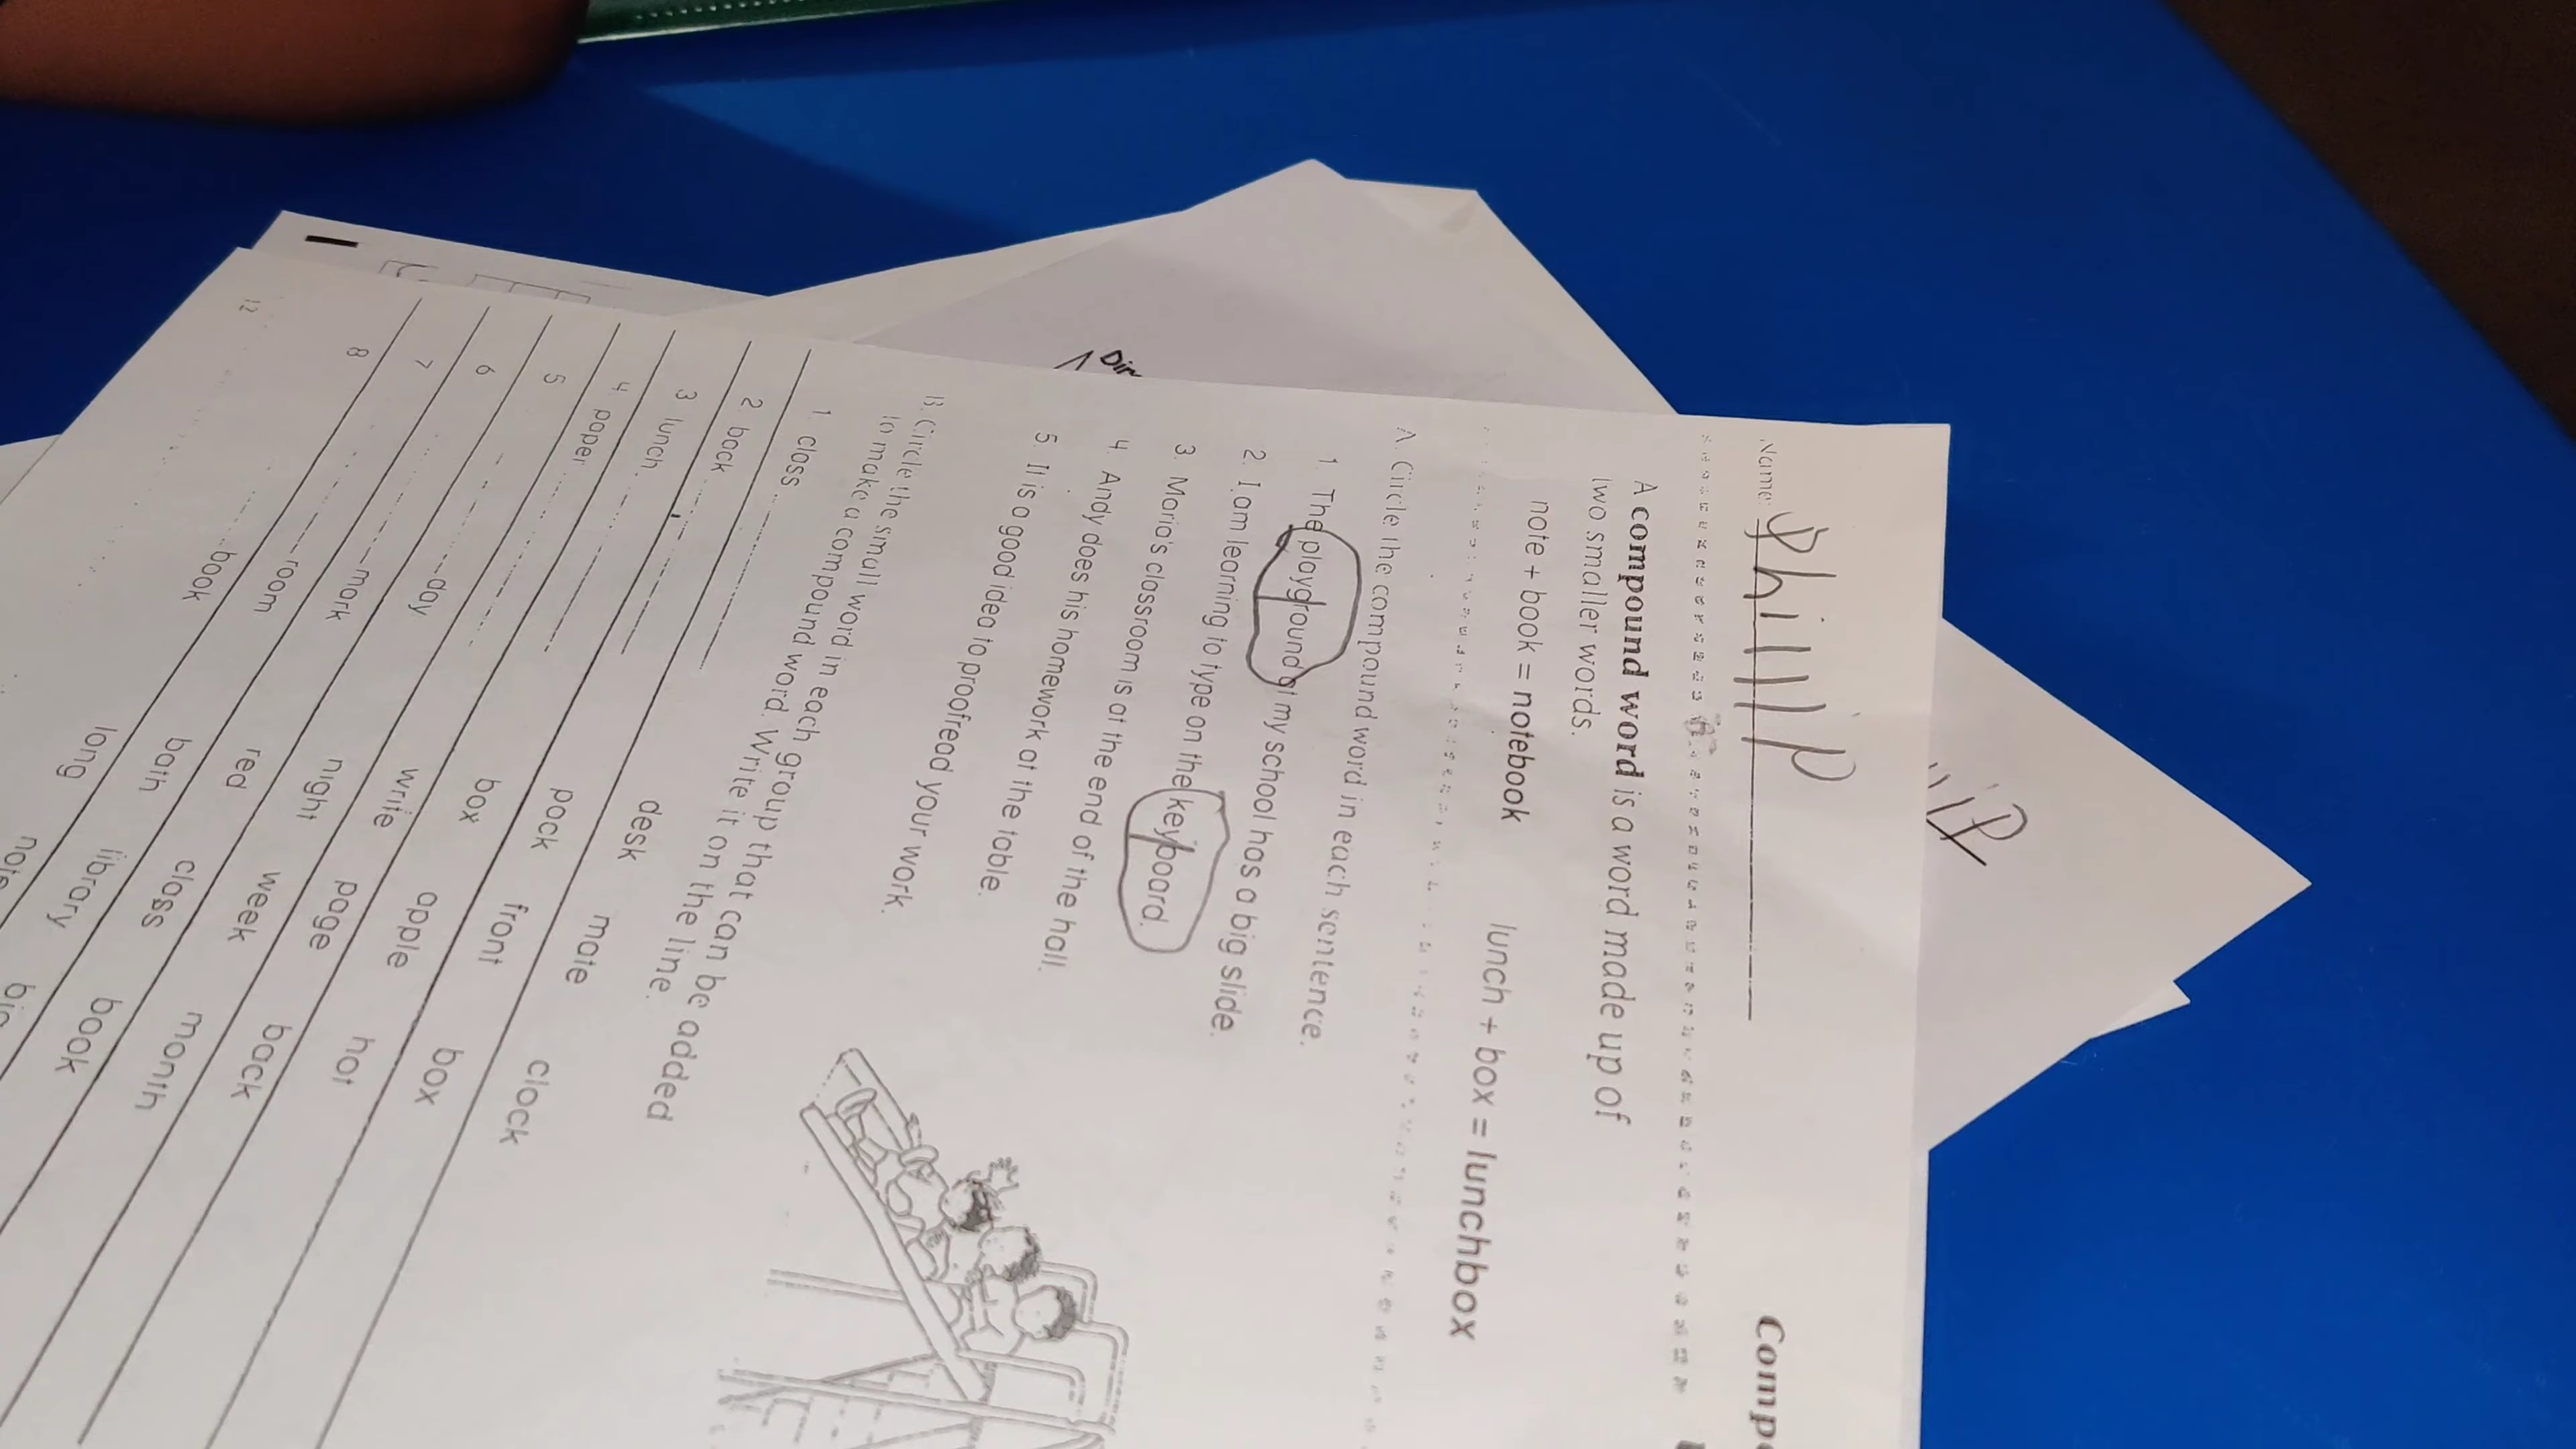 Name: Phillip
A compound word is a word made up of
two smaller words.
note + book = notebook lunch + box = lunchbox
A. Circle the compound word in each sentence.
1. The playground at my school has a big slide.
2. I am learning to type on the keyboard.
3. Maria's classroom is at the end of the hall.
4. Andy does his homework at the table.
5. It is a good idea to proofread your work.
B. Circle the small word in each group that can be added
to make a compound word. Write it on the line.
1 class desk mate clock
2 back pack front box
3 lunch box apple hot
4 paper write page back
5 day night week month
6 mark red class book
7 room bath library
8 book long note
12